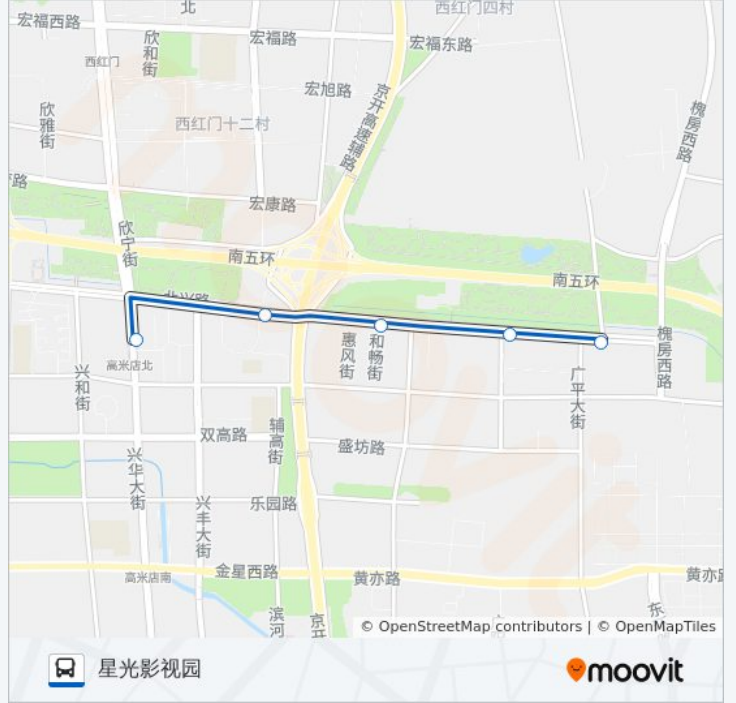 北
西红门四村
宏福西路
欣和街
宏福路
宏福东路
西红门
宏旭路
京开高速辅路
欣雅街
西红门十二村
槐房西路
路
宏康路
欣宁街
南五环
南五环
北兴路
惠风街
和畅街
槐房西路
高米店北
兴和街
广平大街
辅高街
双高路
盛坊路
兴华大街
兴丰大街
乐园路
高米店南
金星西路
黄亦路
黄亦
滨河
京开
东
© OpenStreetMap contributors | © OpenMapTiles
星光影视园
moovit